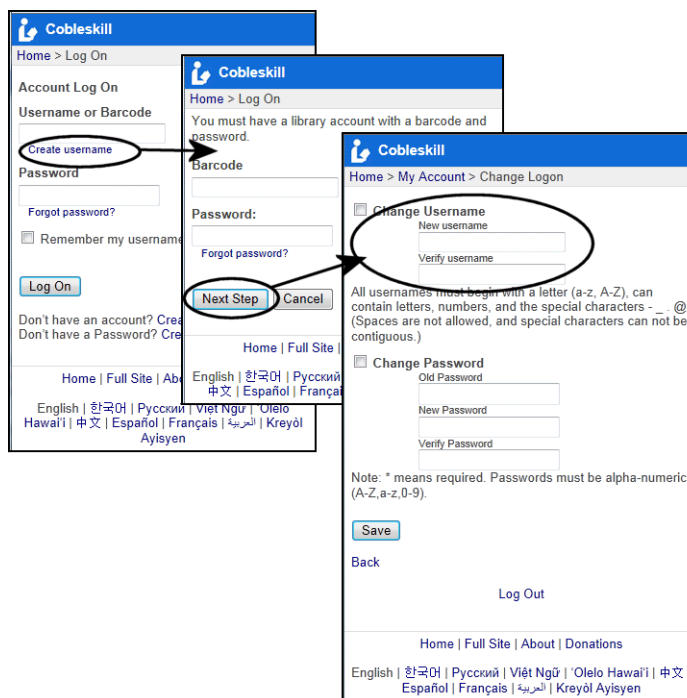 Cobleskill
Home > Log On
Account Log On
Username or Barcode
Create username
Password
Forgot password?
Remember my username
Log On
Don't have an account? Crea
Don't have a Password? Cre
Home | Full Site | Abo
English | 한국어 | Русский | Việt Ngữ | 'Olelo
Hawai'i | 中文 | Español | Français | العربية | Kreyòl
Ayisyen
Cobleskill
Home > Log On
You must have a library account with a barcode and
password.
Barcode
Password:
Forgot password?
Next Step Cancel
Home | Full Site |
English | 한국어 | Русский
中文 | Español | Françai
Cobleskill
Home > My Account > Change Logon
Change Username
New username
Verify username
All usernames must begin with a letter (a-z, A-Z), can
contain letters, numbers, and the special characters - _ . @
(Spaces are not allowed, and special characters can not be
contiguous.)
Change Password
Old Password
New Password
Verify Password
Note: * means required. Passwords must be alpha-numeric
(A-Z,a-z,0-9).
Save
Back
Log Out
Home | Full Site | About | Donations
English | 한국어 | Русский | Việt Ngữ | 'Olelo Hawai'i | 中文
Español | Français | العربية | Kreyòl Ayisyen